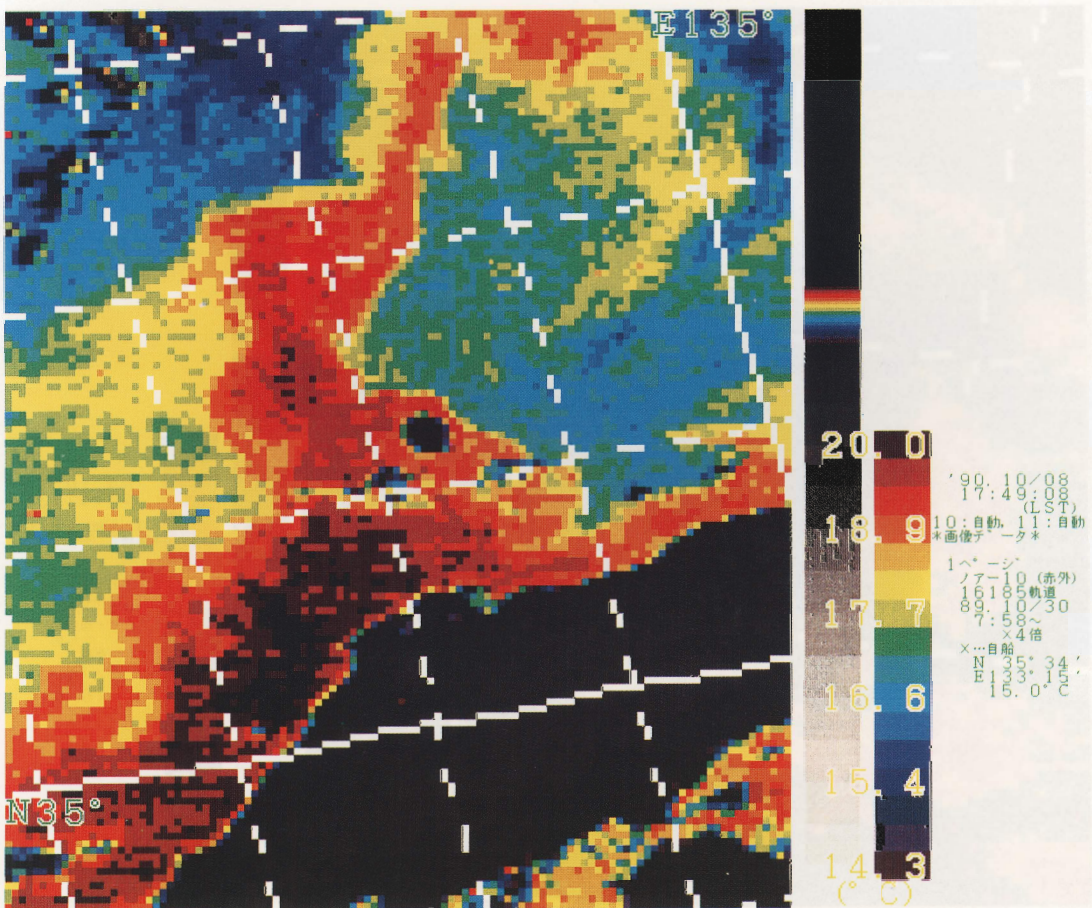 E135°
N35°
20.0
18.9
17.7
16.6
15.4
14.3
(°C)
'90.10/08
17:49:08
(LST)
10:自動, 11:自動
*画像データ*
1ページ
ノアー10 (赤外)
16185軌道
89.10/30
7:58~
×4倍
×…自船
N 35°34'
E133°15'
15.0°C